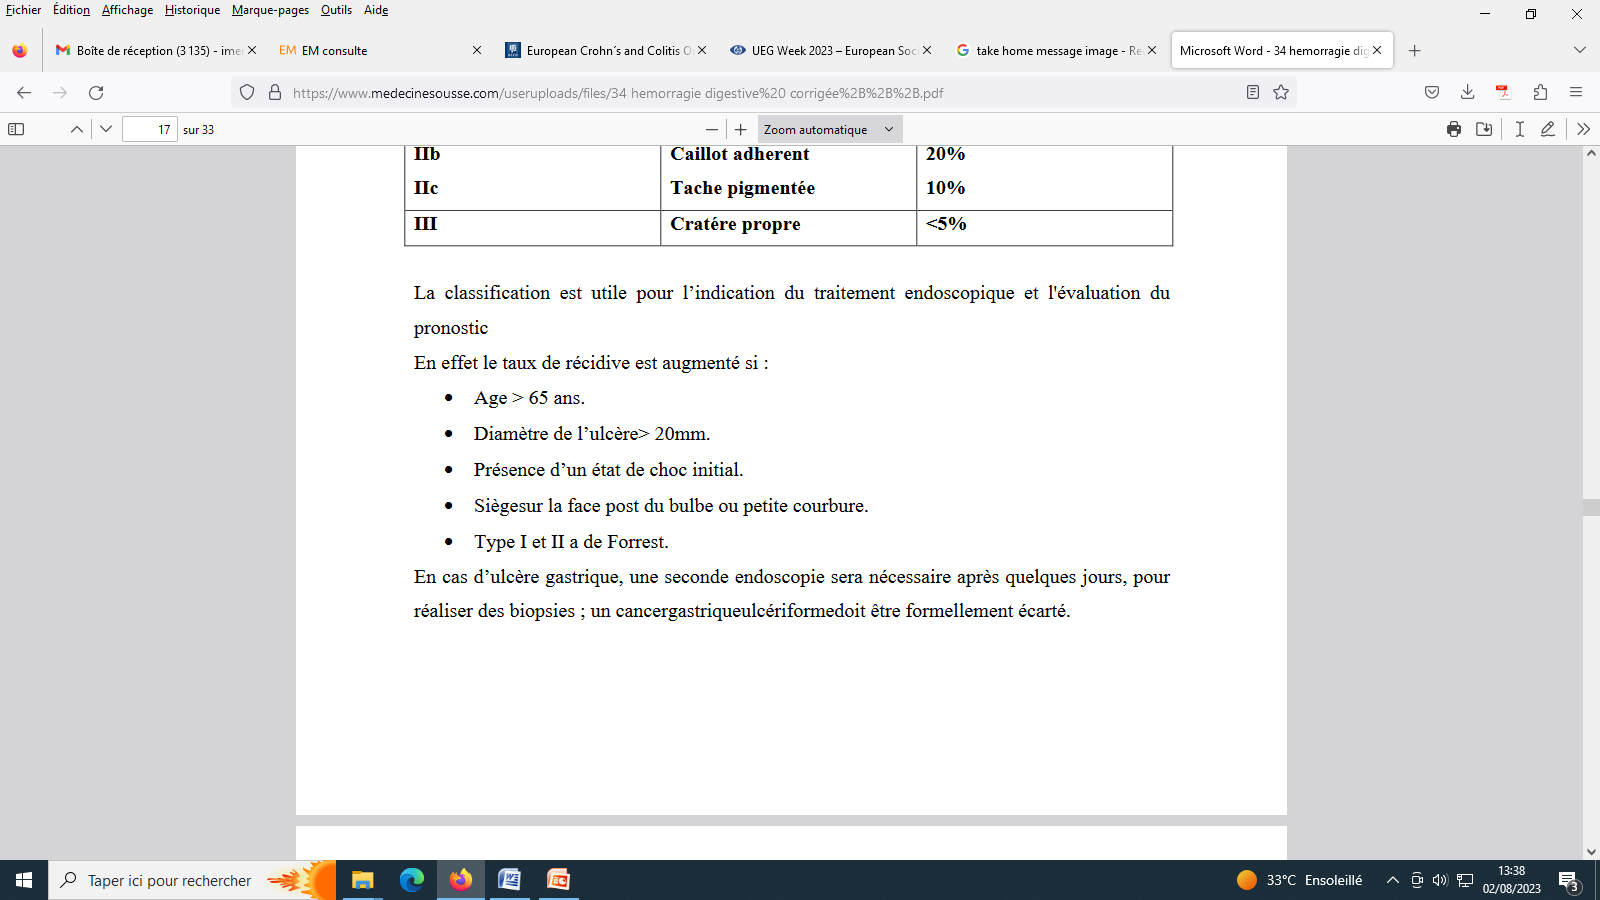 Fichier Édition Affichage Historique Marque-pages Outils Aide
Boîte de réception (3 135) - ime
EM EM consulte
European Crohn´s and Colitis O
UEG Week 2023 – European Soc
take home message image - Re
Microsoft Word - 34 hemorragie dig
https://www.medecinesousse.com/useruploads/files/34 hemorragie digestive%20 corrigée%2B%2B%2B.pdf
17 sur 33
Zoom automatique
IIb Caillot adherent 20%
IIc Tache pigmentée 10%
III Cratére propre <5%
La classification est utile pour l’indication du traitement endoscopique et l'évaluation du
pronostic
En effet le taux de récidive est augmenté si :
• Age > 65 ans.
• Diamètre de l’ulcère> 20mm.
• Présence d’un état de choc initial.
• Siègesur la face post du bulbe ou petite courbure.
• Type I et II a de Forrest.
En cas d’ulcère gastrique, une seconde endoscopie sera nécessaire après quelques jours, pour
réaliser des biopsies ; un cancergastriqueulcériformedoit être formellement écarté.
Taper ici pour rechercher
33°C Ensoleillé
13:38
02/08/2023
3